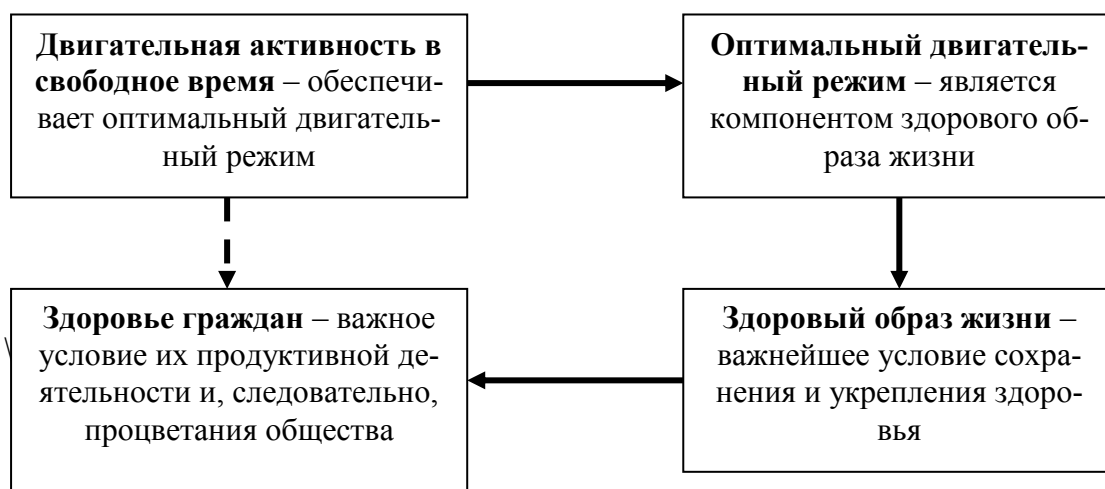 Двигательная активность в
свободное время – обеспечи-
вает оптимальный двигатель-
ный режим
Оптимальный двигатель-
ный режим – является
компонентом здорового об-
раза жизни
Здоровье граждан – важное
условие их продуктивной де-
ятельности и, следовательно,
процветания общества
Здоровый образ жизни –
важнейшее условие сохра-
нения и укрепления здоро-
вья